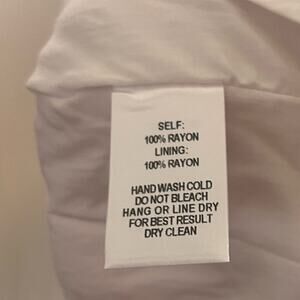 SELF:
100% RAYON
LINING:
100% RAYON
HAND WASH COLD
DO NOT BLEACH
HANG OR LINE DRY
FOR BEST RESULT
DRY CLEAN